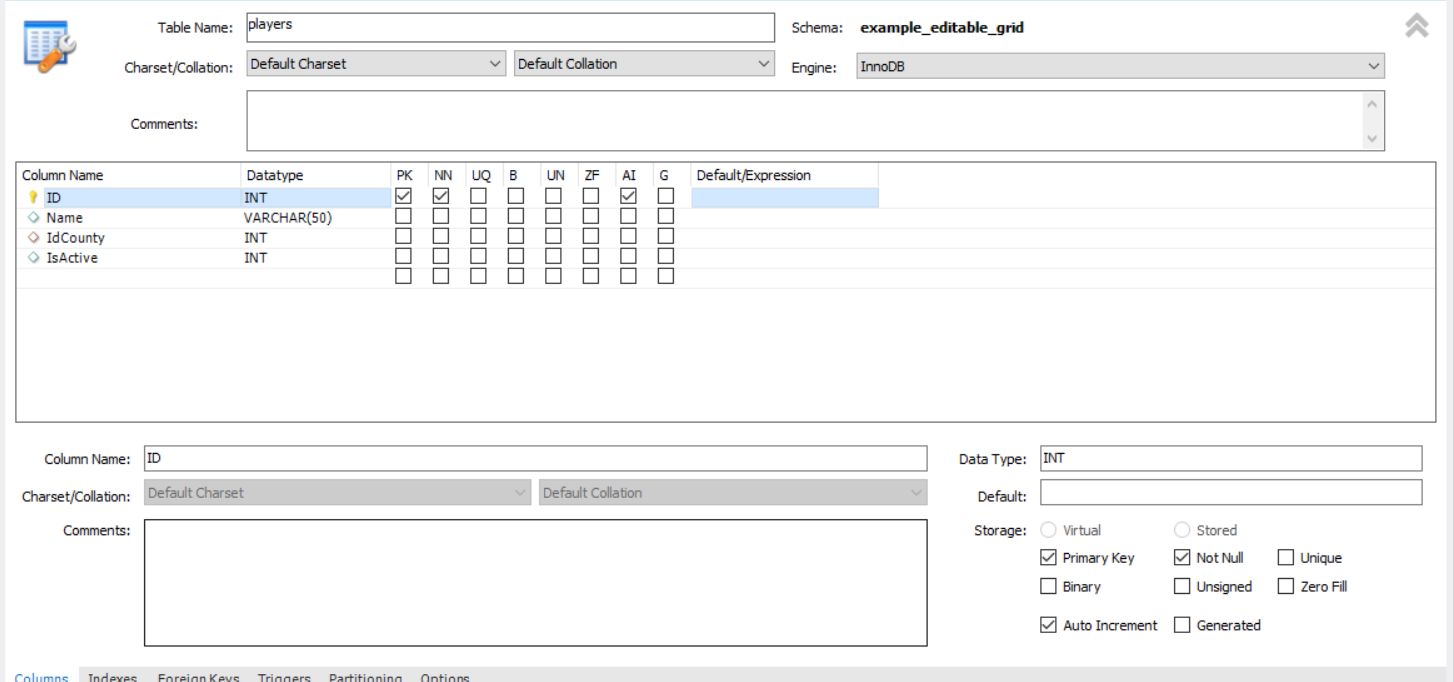 Table Name: players Schema: example_editable_grid
Charset/Collation: Default Charset Default Collation Engine: InnoDB
Comments:
Column Name Datatype PK NN UQ B UN ZF AI G Default/Expression
ID INT
Name VARCHAR(50)
IdCounty INT
IsActive INT
Column Name: ID Data Type: INT
Charset/Collation: Default Charset Default Collation Default:
Comments: Storage: Virtual Stored
Primary Key Not Null Unique
Binary Unsigned Zero Fill
Auto Increment Generated
Columns Indexes Foreign Keys Triggers Partitioning Options